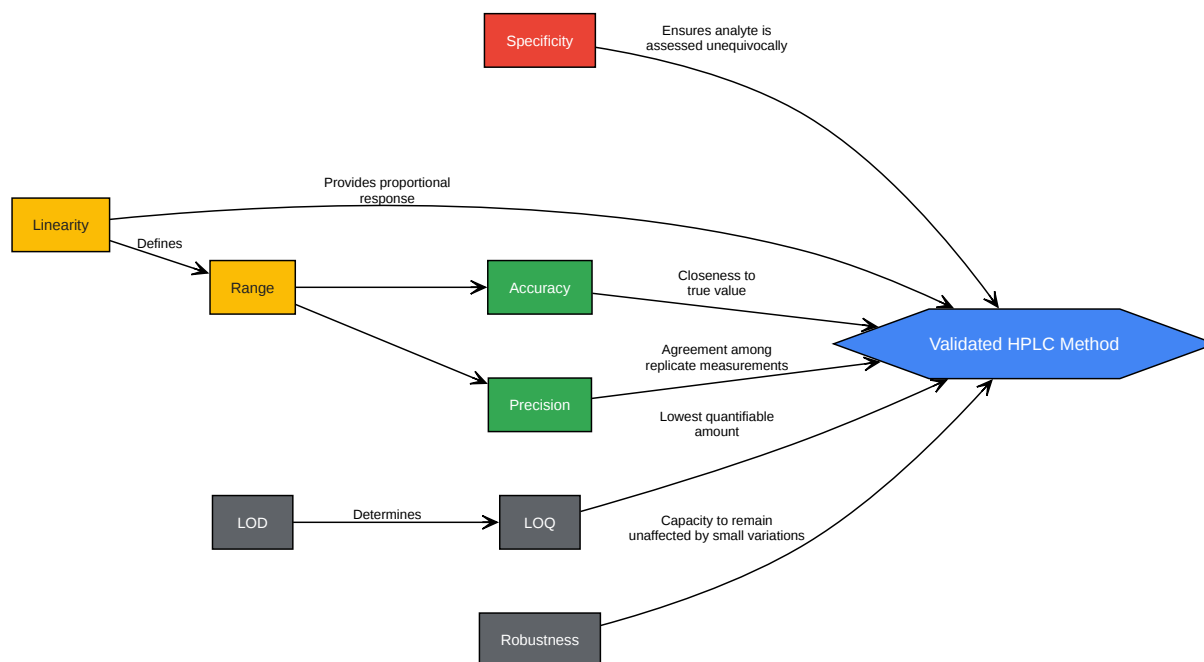 Specificity
Ensures analyte is
assessed unequivocally
Provides proportional
response
Linearity
Defines
Range
Accuracy
Closeness to
true value
Validated HPLC Method
Agreement among
replicate measurements
Precision
Lowest quantifiable
amount
LOD
Determines
LOQ
Capacity to remain
unaffected by small variations
Robustness